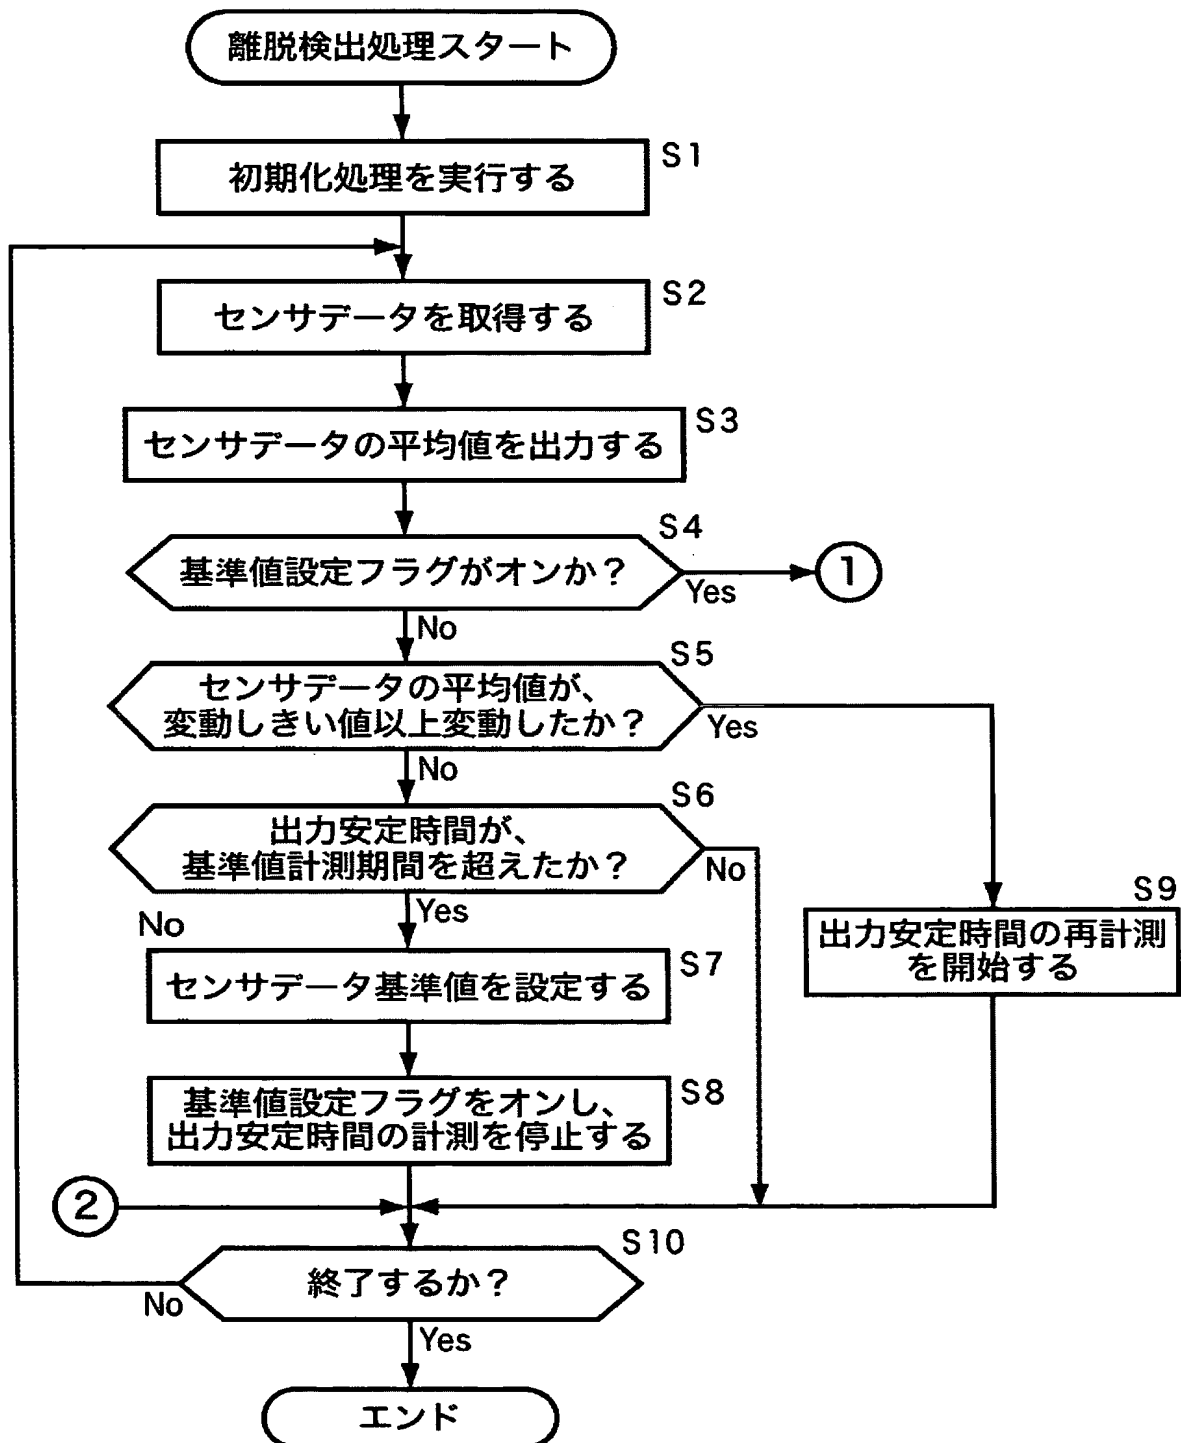 離脱検出処理スタート
S1
初期化処理を実行する
S2
センサデータを取得する
S3
センサデータの平均値を出力する
S4
基準値設定フラグがオンか？
Yes
1
No
S5
センサデータの平均値が、
変動しきい値以上変動したか？
Yes
No
S6
出力安定時間が、
基準値計測期間を超えたか？
No
Yes
S9
出力安定時間の再計測
を開始する
No
S7
センサデータ基準値を設定する
S8
基準値設定フラグをオンし、
出力安定時間の計測を停止する
2
S10
終了するか？
No
Yes
エンド